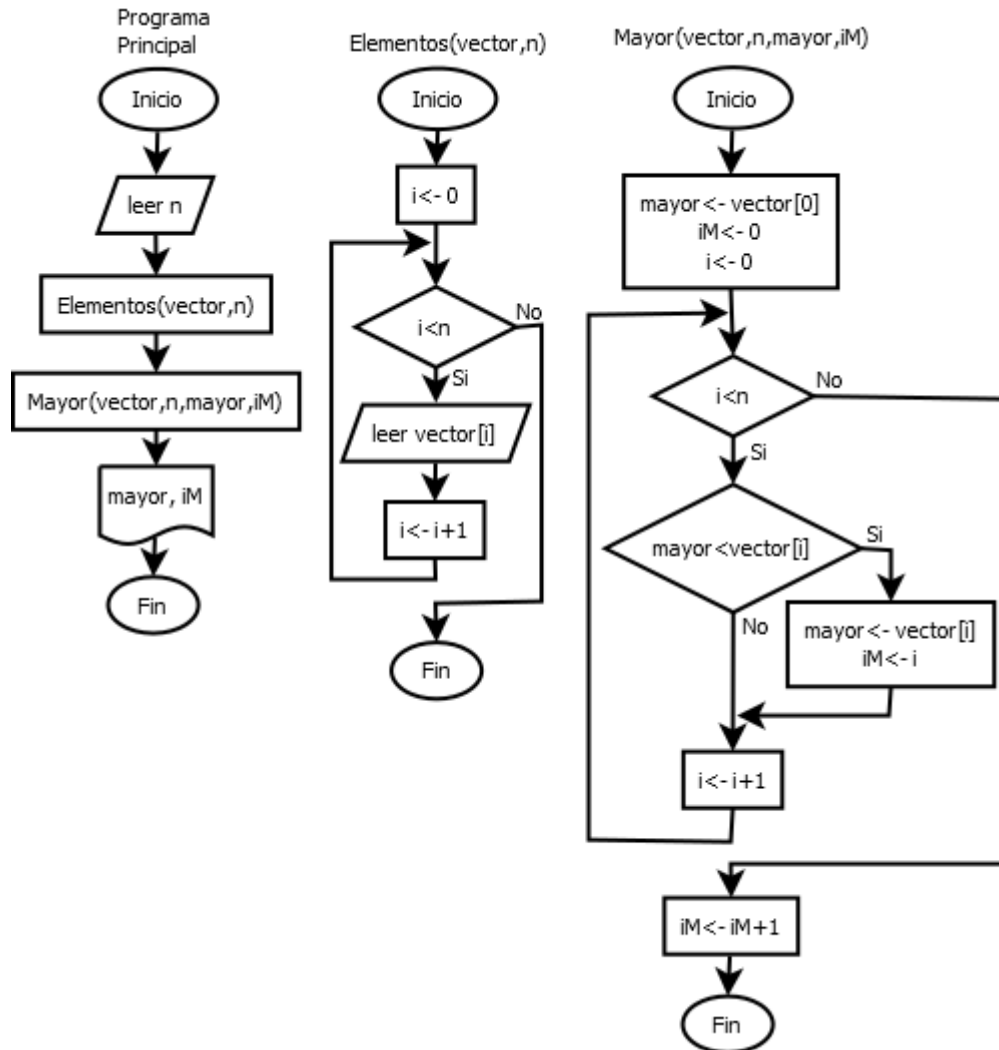 Programa
Principal
Inicio
leer n
Elementos(vector,n)
Mayor(vector,n,mayor,iM)
mayor, iM
Fin
Elementos(vector,n)
Inicio
i<- 0
i<n
No
Si
leer vector[i]
i<- i+1
Fin
Mayor(vector,n,mayor,iM)
Inicio
mayor<- vector[0]
iM<- 0
i<- 0
i<n
No
Si
mayor<vector[i]
Si
No
mayor<- vector[i]
iM<- i
i<- i+1
iM<- iM+1
Fin